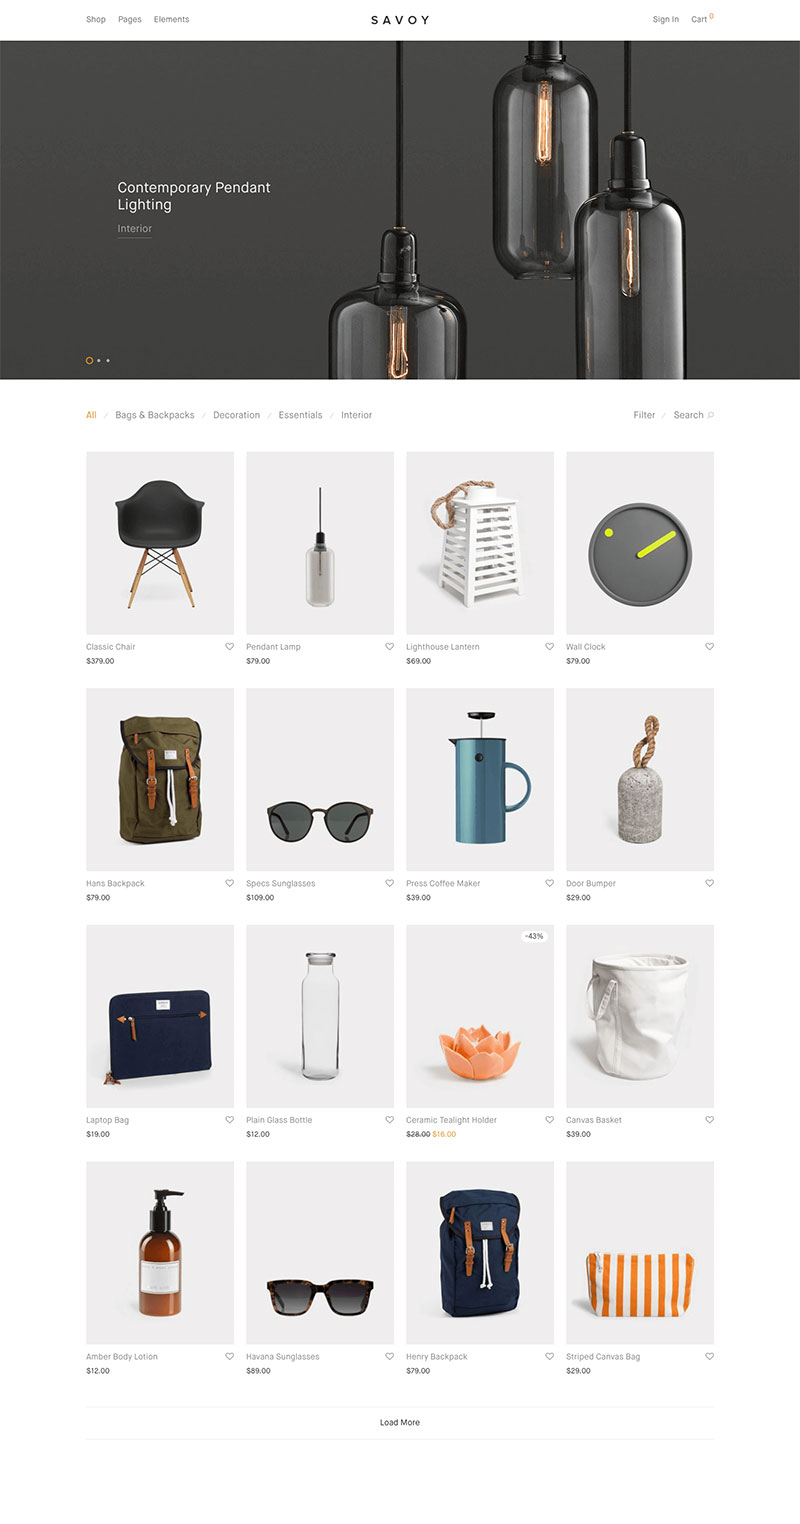 Shop Pages Elements
SAVOY
Sign In Cart 0
Contemporary Pendant
Lighting
Interior
All / Bags & Backpacks / Decoration / Essentials / Interior
Filter / Search
Classic Chair
$379.00
Pendant Lamp
$79.00
Lighthouse Lantern
$69.00
Wall Clock
$79.00
Hans Backpack
$79.00
Specs Sunglasses
$109.00
Press Coffee Maker
$39.00
Door Bumper
$29.00
Laptop Bag
$19.00
Plain Glass Bottle
$12.00
-43%
Ceramic Tealight Holder
$28.00 $16.00
Canvas Basket
$39.00
Amber Body Lotion
$12.00
Havana Sunglasses
$89.00
Henry Backpack
$79.00
Striped Canvas Bag
$29.00
Load More